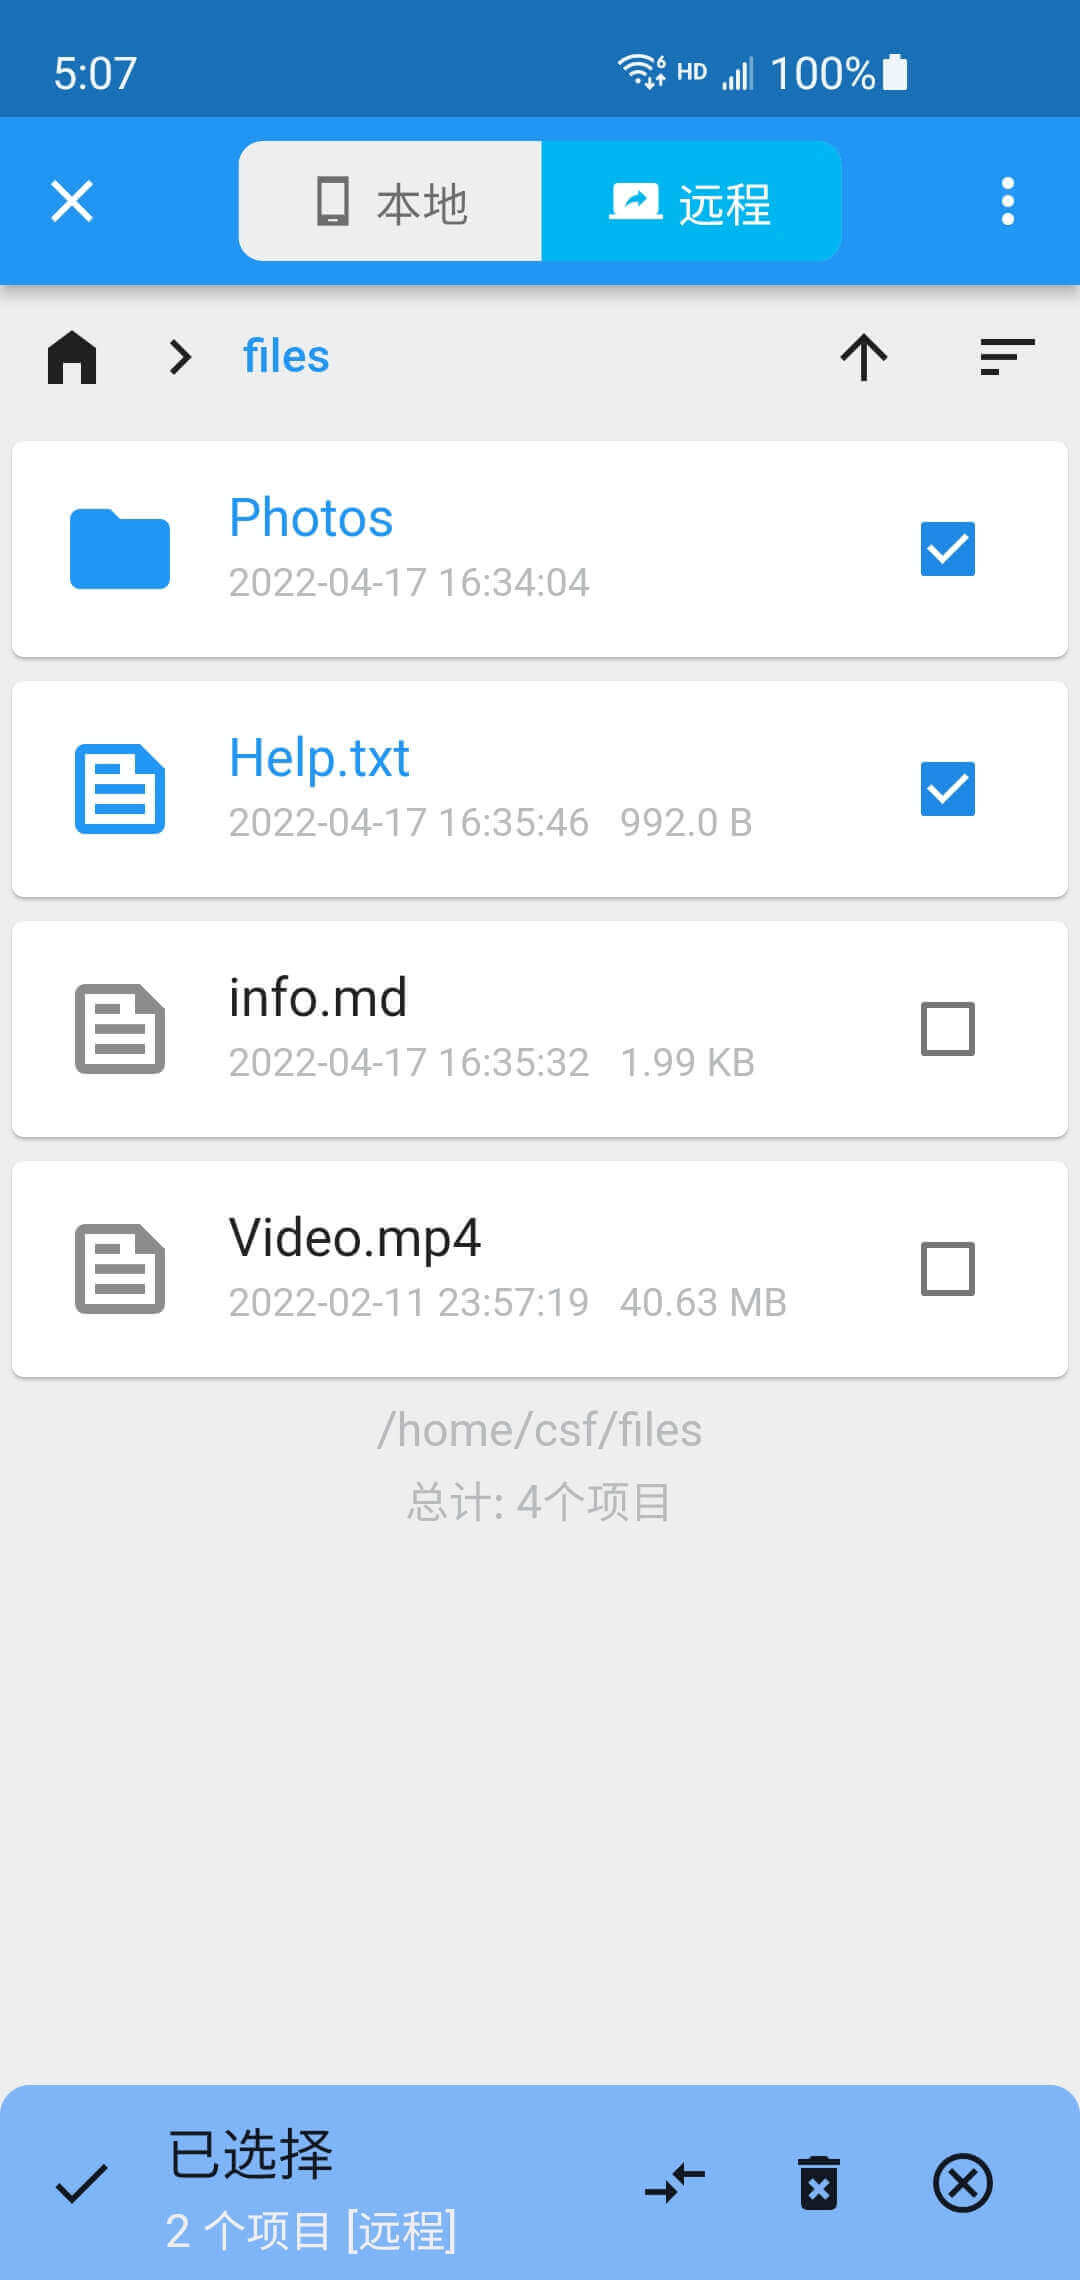 5:07 6 HD 100%
本地 远程
files
Photos
2022-04-17 16:34:04
Help.txt
2022-04-17 16:35:46 992.0 B
info.md
2022-04-17 16:35:32 1.99 KB
Video.mp4
2022-02-11 23:57:19 40.63 MB
/home/csf/files
总计: 4个项目
已选择
2 个项目 [远程]